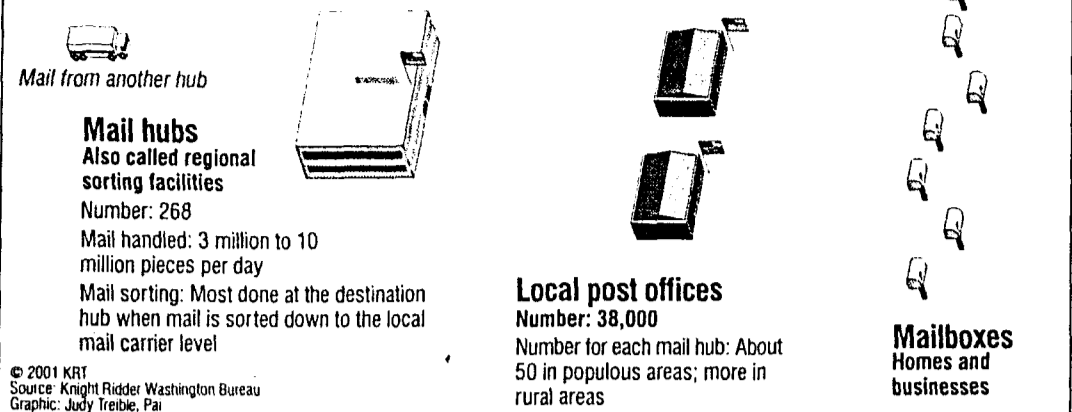 Mail from another hub
Mail hubs
Also called regional
sorting facilities
Number: 268
Mail handled: 3 million to 10
million pieces per day
Mail sorting: Most done at the destination
hub when mail is sorted down to the local
mail carrier level
© 2001 KRT
Source: Knight Ridder Washington Bureau
Graphic: Judy Treible, Pai
Local post offices
Number: 38,000
Number for each mail hub: About
50 in populous areas; more in
rural areas
Mailboxes
Homes and
businesses